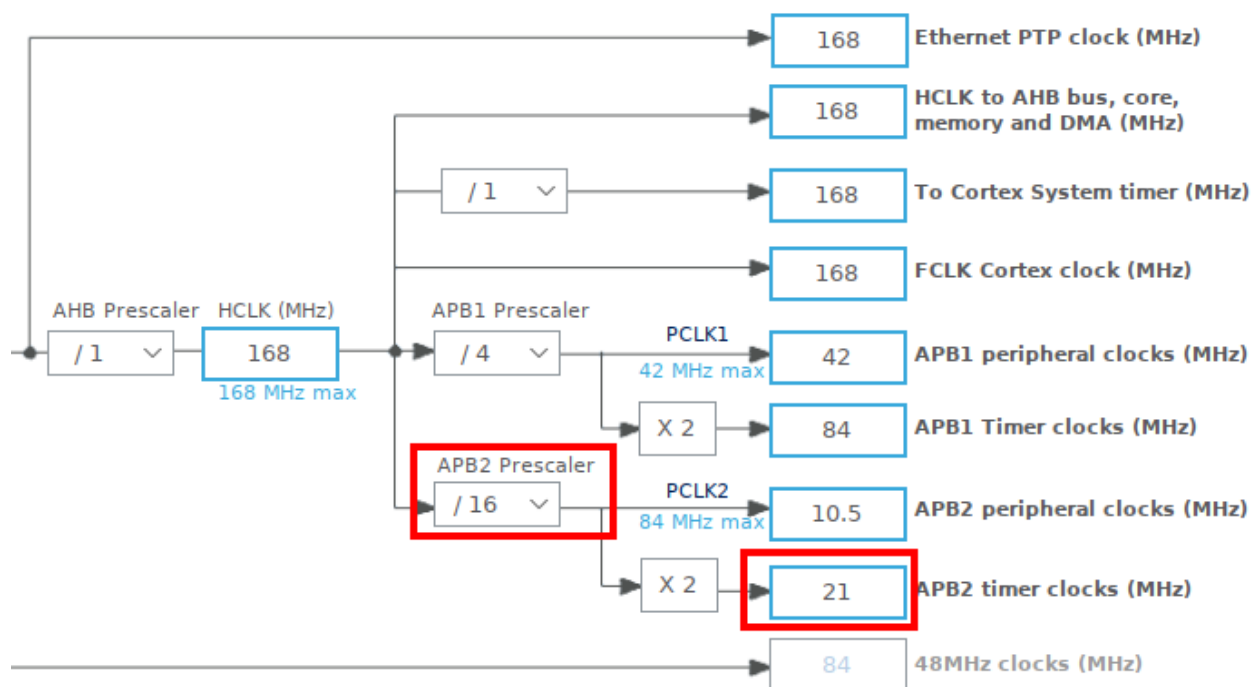 168
Ethernet PTP clock (MHz)
168
HCLK to AHB bus, core,
memory and DMA (MHz)
/ 1
168
To Cortex System timer (MHz)
168
FCLK Cortex clock (MHz)
AHB Prescaler
HCLK (MHz)
APB1 Prescaler
/ 1
168
168 MHz max
/ 4
PCLK1
42 MHz max
42
APB1 peripheral clocks (MHz)
X 2
84
APB1 Timer clocks (MHz)
APB2 Prescaler
/ 16
PCLK2
84 MHz max
10.5
APB2 peripheral clocks (MHz)
X 2
21
APB2 timer clocks (MHz)
84
48MHz clocks (MHz)